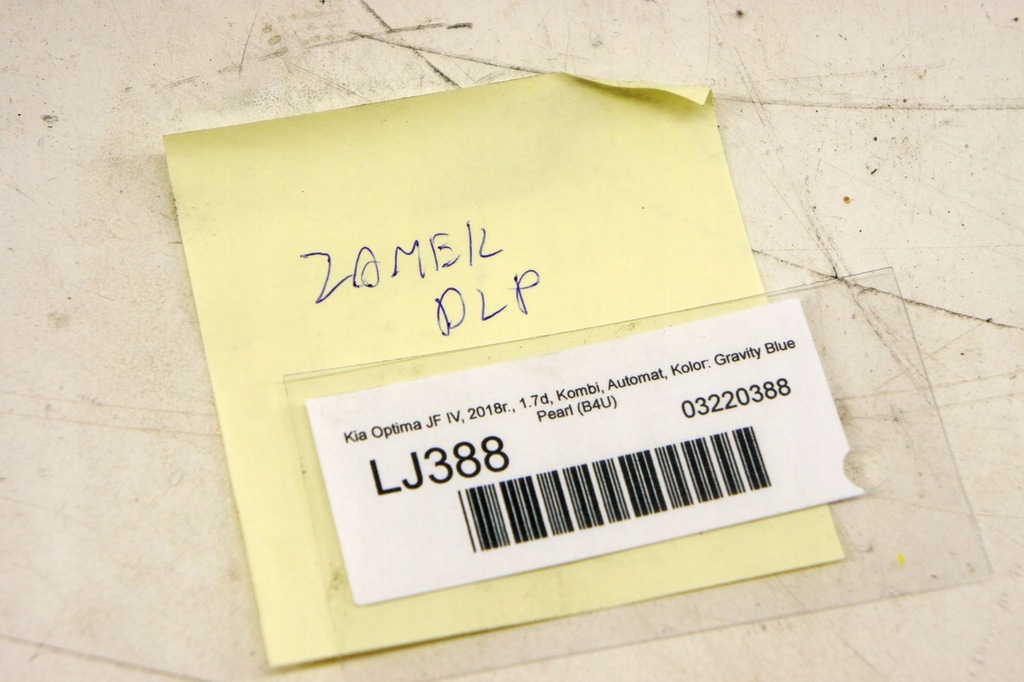 ZAMEK
DLP
Kia Optima JF IV, 2018r., 1.7d, Kombi, Automat, Kolor: Gravity Blue
Pearl (B4U)
03220388
LJ388